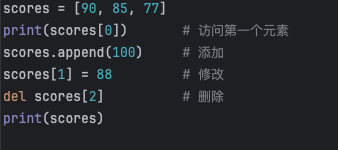 scores = [90, 85, 77]
print(scores[0])       # 访问第一个元素
scores.append(100)     # 添加
scores[1] = 88         # 修改
del scores[2]          # 删除
print(scores)